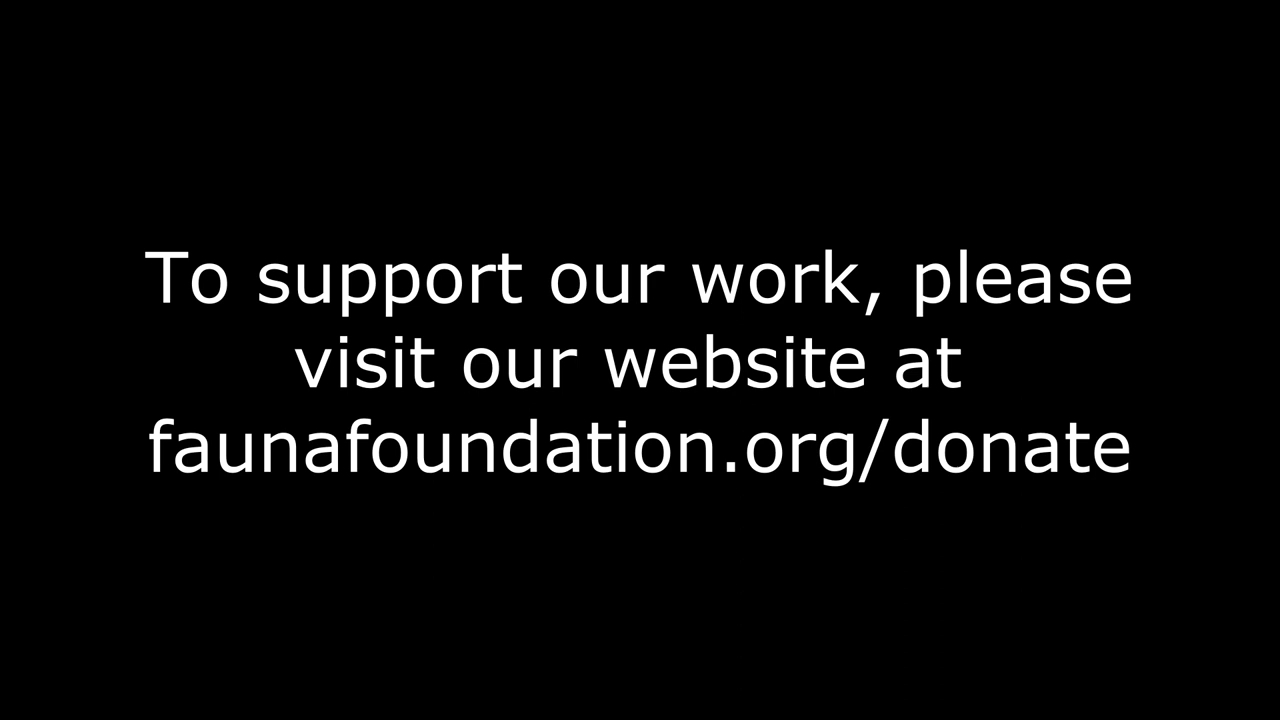 To support our work, please
visit our website at
faunafoundation.org/donate